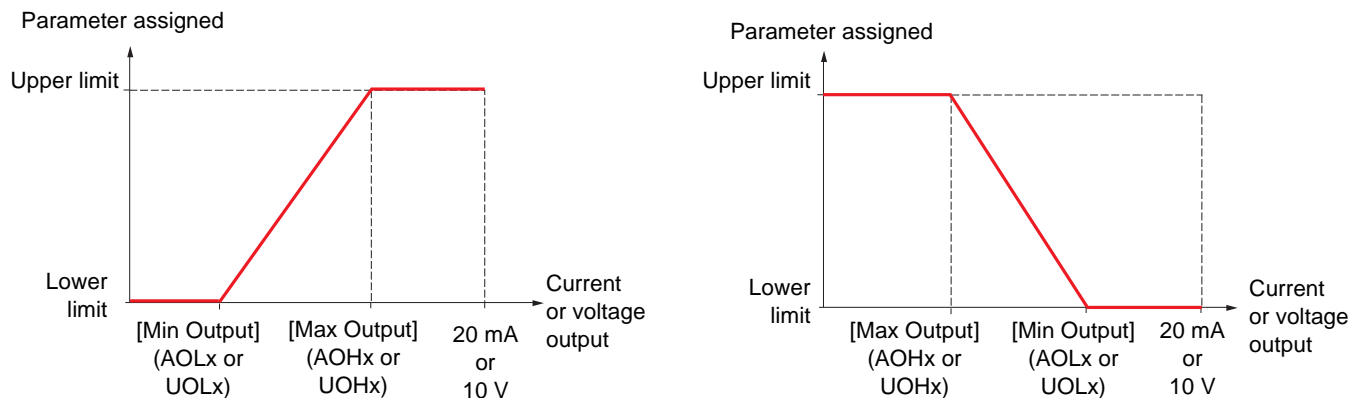 Parameter assigned
Upper limit
Lower
limit
[Min Output]
(AOLx or
UOLx)
[Max Output]
(AOHx or
UOHx)
20 mA
or
10 V
Current
or voltage
output
Parameter assigned
Upper limit
Lower
limit
[Max Output]
(AOHx or
UOHx)
[Min Output]
(AOLx or
UOLx)
20 mA
or
10 V
Current
or voltage
output